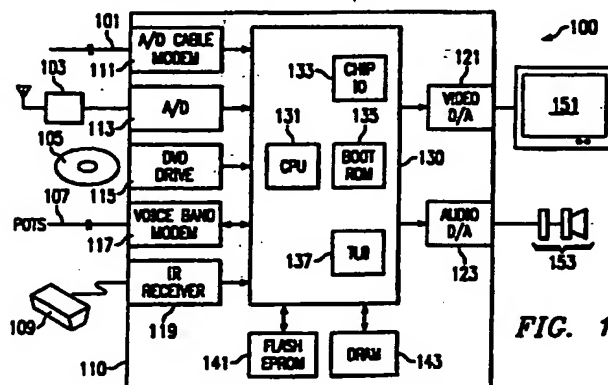 101
A/D CABLE
MODEM
111
103
A/D
113
105
DVD
DRIVE
115
POTS
107
VOICE BAND
MODEM
117
IR
RECEIVER
119
109
110
133
CHIP
IO
131
CPU
135
BOOT
ROM
130
137
TLB
141
FLASH
EPROM
DRAM
143
121
VIDEO
D/A
100
151
AUDIO
D/A
123
153
FIG. 1